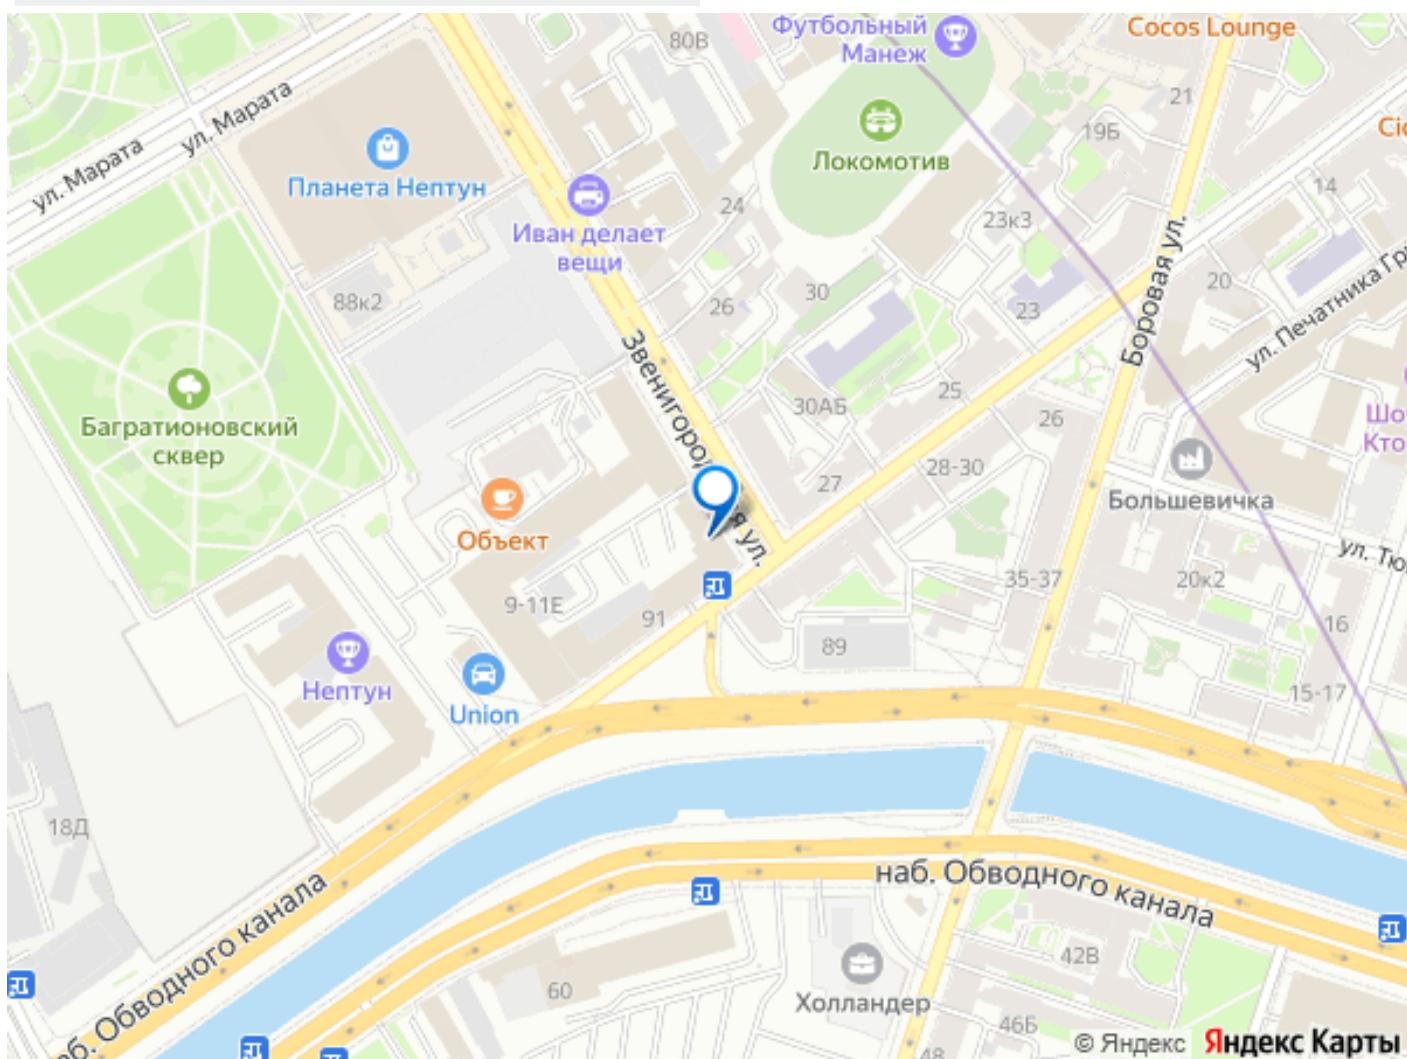 Футбольный
Манеж
Cocos Lounge
80В
21
19Б
ул. Марата
ул. Марата
Локомотив
Планета Нептун
14
24
23к3
Иван делает
вещи
Боровая ул.
88к2
30
26
23
20
ул. Печатника Гри
Звенигородская ул.
25
30АБ
26
Багратионовский
сквер
28-30
27
Большевичка
Объект
ул. Тю
35-37
20к2
9-11Е
91
89
16
Нептун
Union
15-17
18Д
наб. Обводного канала
наб. Обводного канала
42В
60
Холландер
46Б
48
© Яндекс Яндекс Карты